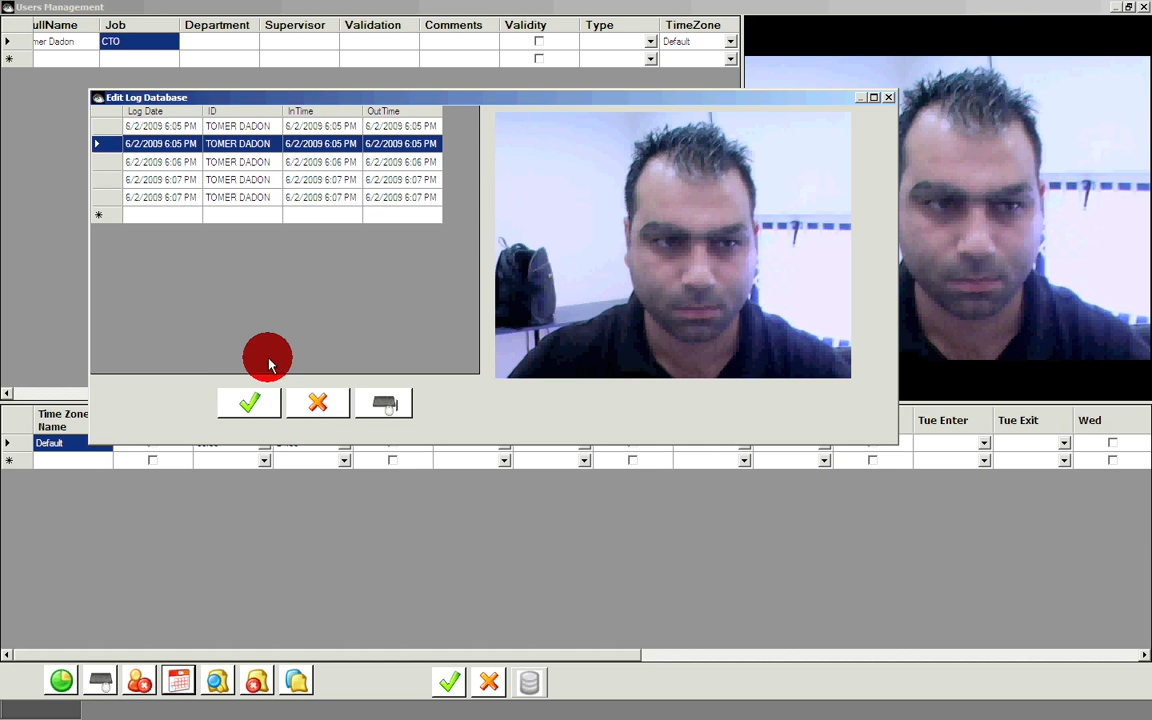 Users Management
ullName Job Department Supervisor Validation Comments Validity Type TimeZone
mer Dadon CTO Default
Edit Log Database
Log Date ID InTime OutTime
6/2/2009 6:05 PM TOMER DADON 6/2/2009 6:05 PM 6/2/2009 6:05 PM
6/2/2009 6:05 PM TOMER DADON 6/2/2009 6:05 PM 6/2/2009 6:05 PM
6/2/2009 6:06 PM TOMER DADON 6/2/2009 6:06 PM 6/2/2009 6:06 PM
6/2/2009 6:07 PM TOMER DADON 6/2/2009 6:07 PM 6/2/2009 6:07 PM
6/2/2009 6:07 PM TOMER DADON 6/2/2009 6:07 PM 6/2/2009 6:07 PM
Time Zone
Name Tue Enter Tue Exit Wed
Default